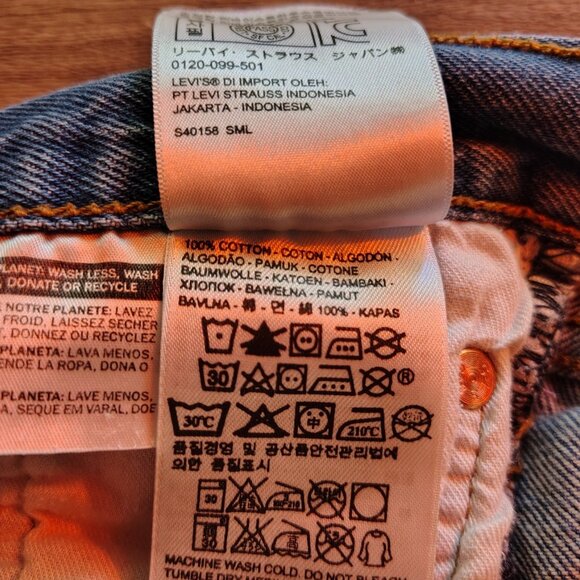 リーバイ・ストラウス ジャパン㈱
0120-099-501
LEVI'S® DI IMPORT OLEH:
PT LEVI STRAUSS INDONESIA
JAKARTA - INDONESIA
S40158 SML
100% COTTON - COTON - ALGODON -
ALGODÃO - PAMUK - COTONE
BAUMWOLLE - KATOEN - BAMBAKI -
ХЛОПОК - BAWEŁNA - PAMUT
BAVLNA - 棉 - 면 - 綿 100% - KAPAS
30 ®
30°C 中 210°C
품질경영 및 공산품안전관리법에
의한 품질표시
30
MACHINE WASH COLD. DO NOT
TUMBLE DRY
PLANET: WASH LESS, WASH
DONATE OR RECYCLE
NOTRE PLANETE: LAVEZ
FROID, LAISSEZ SECHER
PLANETA: LAVA MENOS,
ENDE LA ROPA, DONA O
PLANETA: LAVE MENOS,
A, SEQUE EM VARAL, DOE